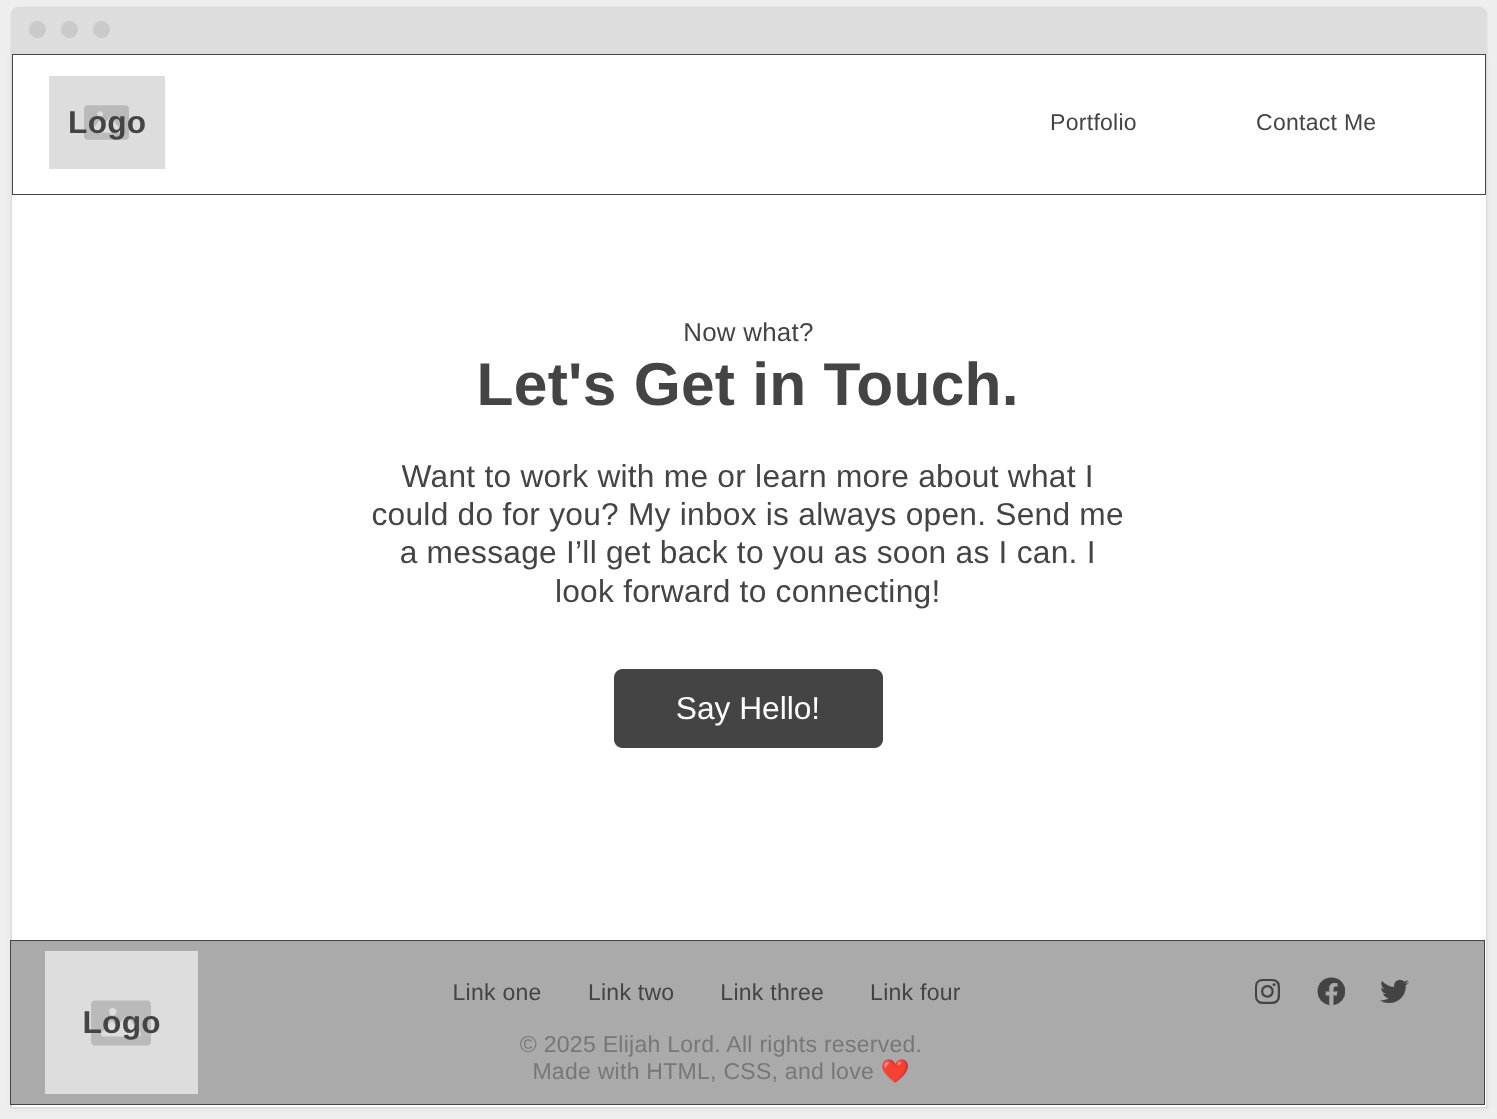 Logo
Portfolio
Contact Me
Now what?
Let's Get in Touch.
Want to work with me or learn more about what I
could do for you? My inbox is always open. Send me
a message I’ll get back to you as soon as I can. I
look forward to connecting!
Say Hello!
Logo
Link one
Link two
Link three
Link four
© 2025 Elijah Lord. All rights reserved.
Made with HTML, CSS, and love ❤️